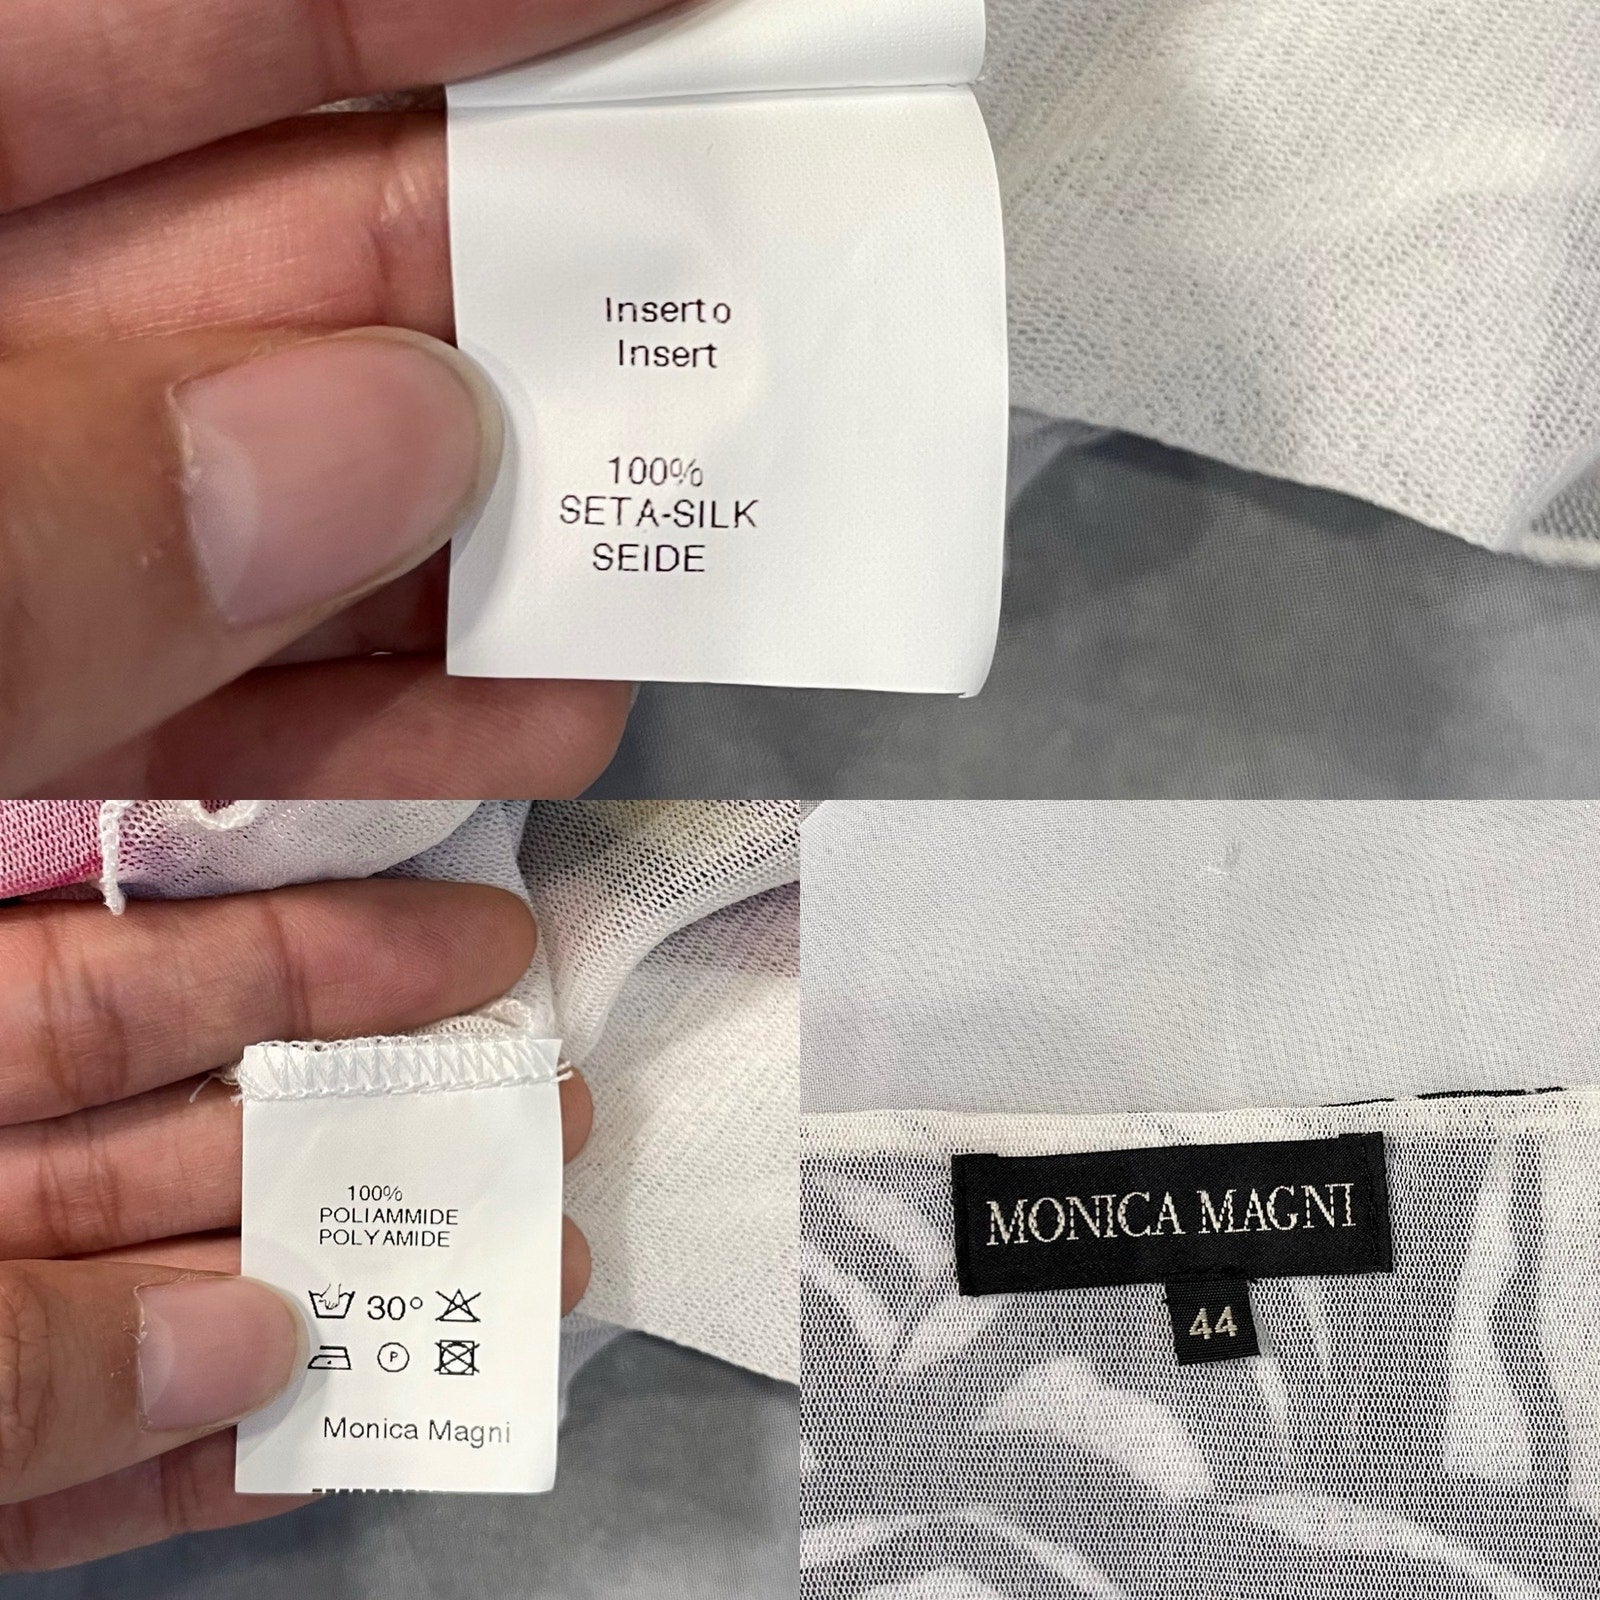 Inserto
Insert
100%
SETA-SILK
SEIDE
100%
POLIAMMIDE
POLYAMIDE
30°
P
Monica Magni
MONICA MAGNI
44